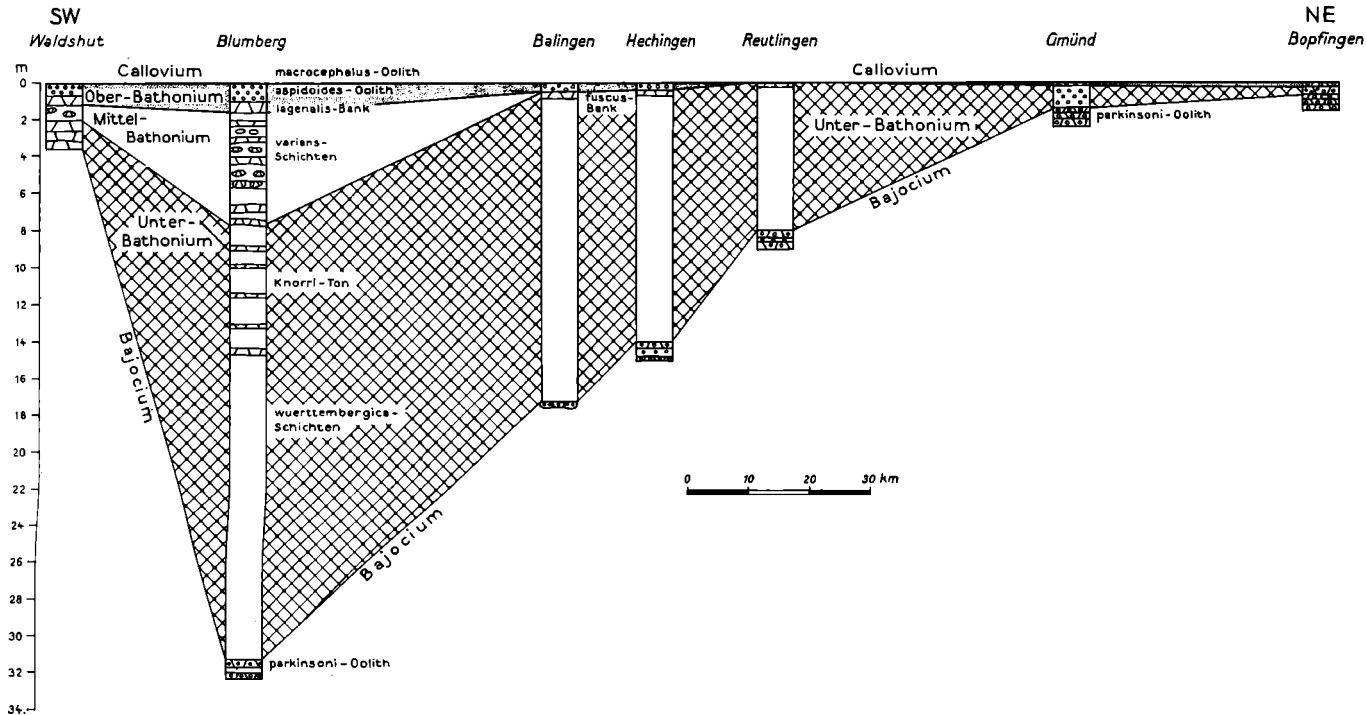 SW
NE
Waldshut Blumberg Balingen Hechingen Reutlingen Gmünd Bopfingen
m
Callovium
macrocephalus-Oolith
Callovium
0
Ober-Bathonium
aspidoides-Oolith
lagenalis-Bank
fuscus-
Bank
2
Mittel-
Bathonium
parkinsoni-Oolith
Unter-Bathonium
varians-
Schichten
4
6
Bajocium
8
Unter-
Bathonium
10
Knorri-Ton
12
14
Bajocium
16
18
wuerttembergica-
Schichten
20
22
0 10 20 30 km
24
26
Bajocium
28
30
32
parkinsoni-Oolith
34